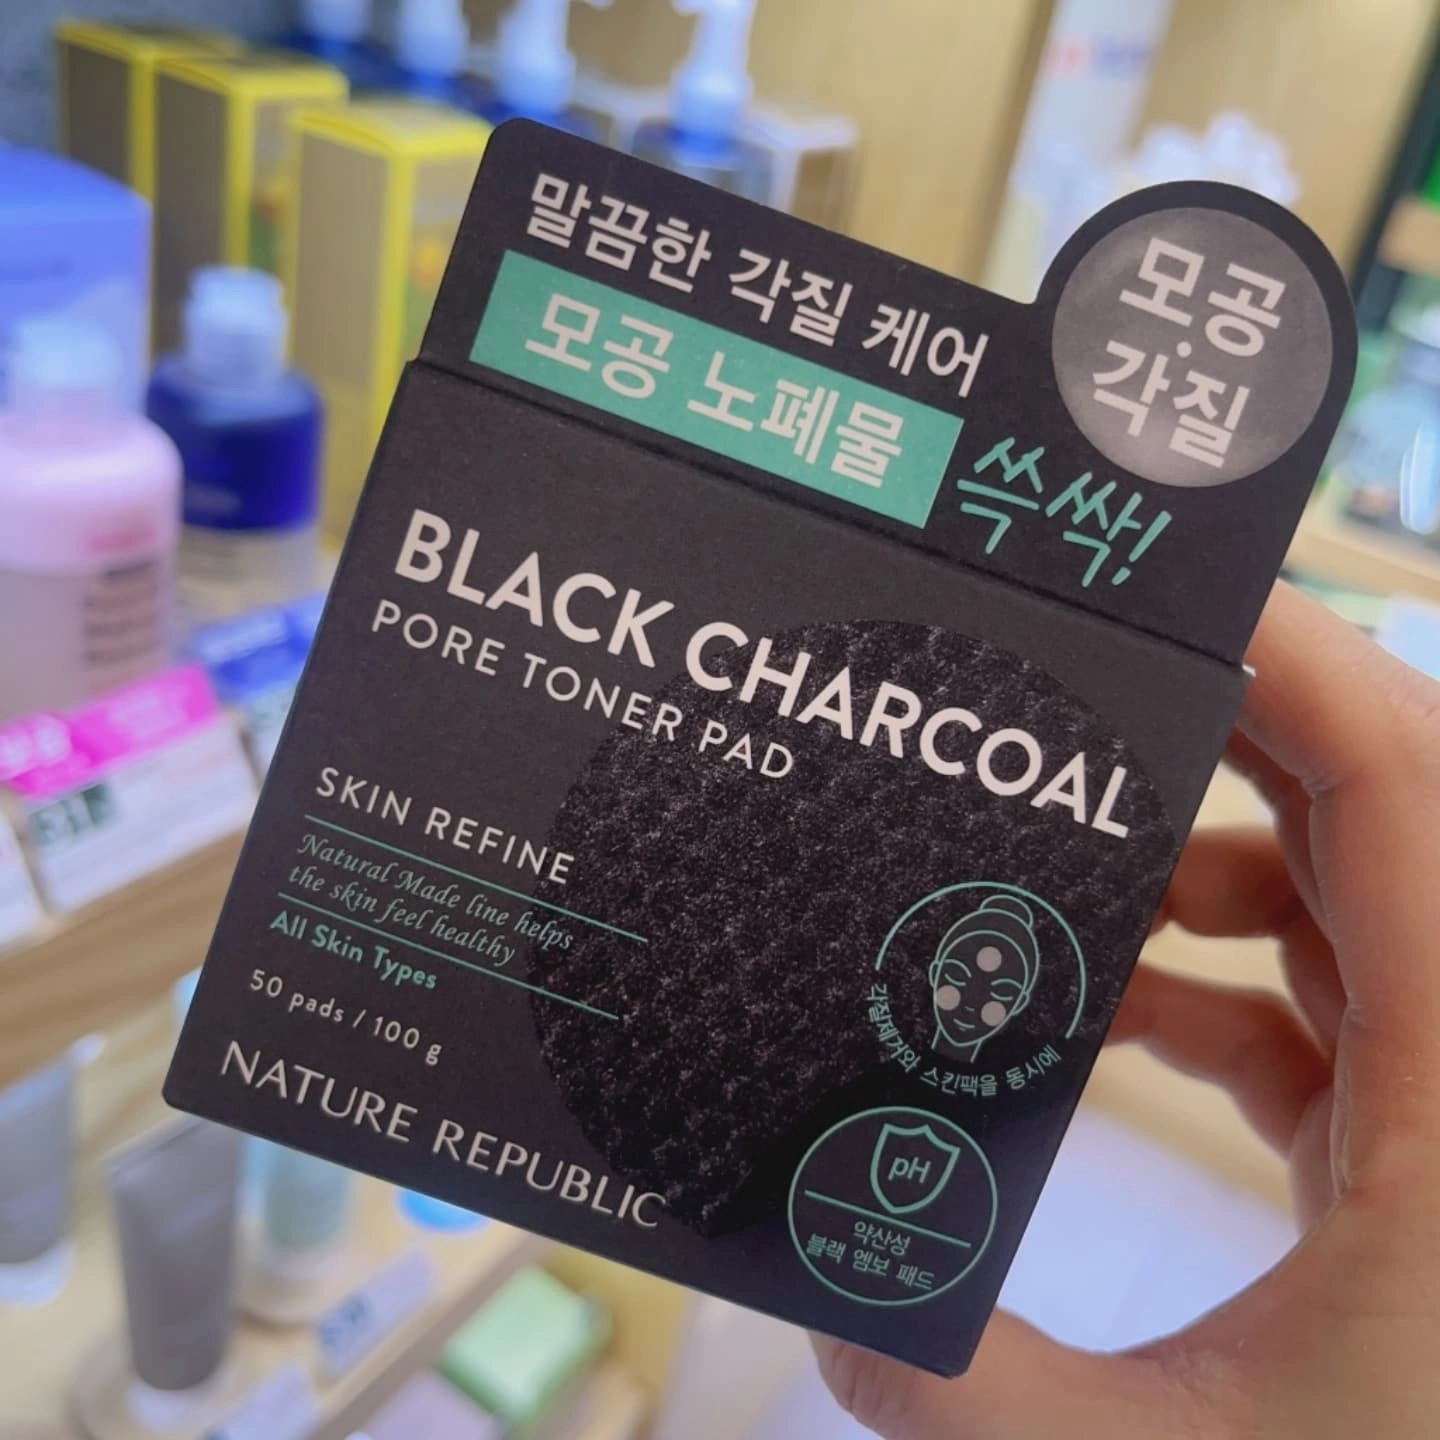 말끔한 각질 케어
모공 노폐물
쓱싹!
모공·
각질
BLACK CHARCOAL
PORE TONER PAD
SKIN REFINE
Natural Made line helps
the skin feel healthy
All Skin Types
50 pads / 100 g
NATURE REPUBLIC
각질제거와 스킨팩을 동시에
pH
약산성
블랙 엠보 패드